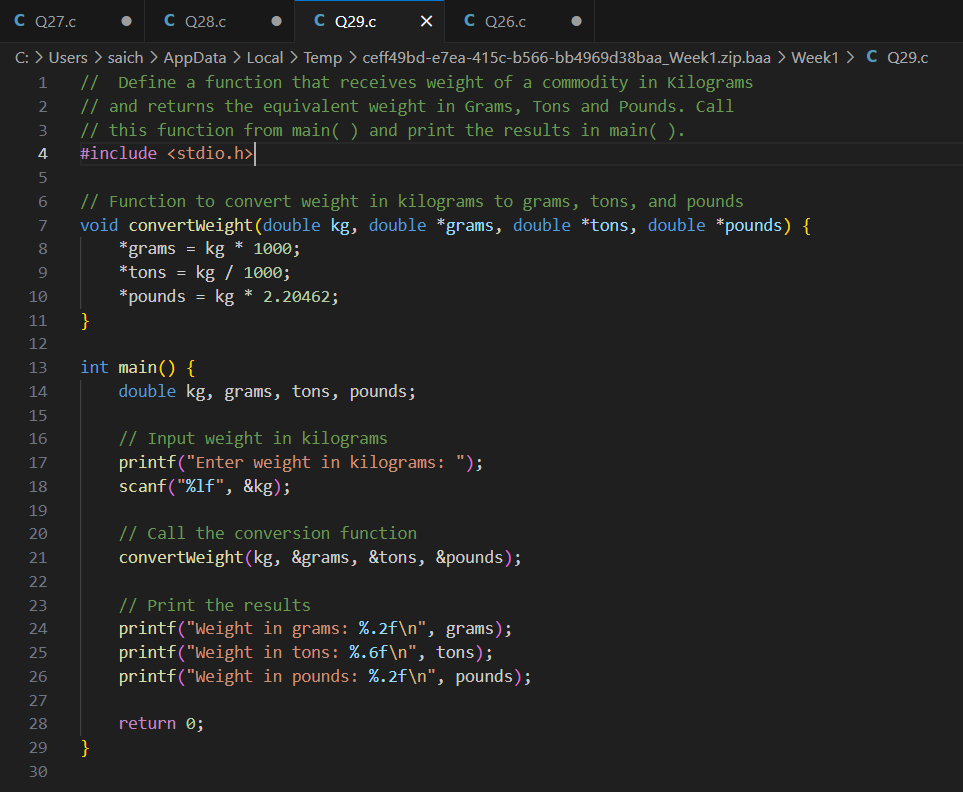 C Q27.c ● C Q28.c ● C Q29.c × C Q26.c ●
C: > Users > saich > AppData > Local > Temp > ceff49bd-e7ea-415c-b566-bb4969d38baa_Week1.zip.baa > Week1 > C Q29.c
1 //  Define a function that receives weight of a commodity in Kilograms
2 // and returns the equivalent weight in Grams, Tons and Pounds. Call
3 // this function from main( ) and print the results in main( ).
4 #include <stdio.h>
5
6 // Function to convert weight in kilograms to grams, tons, and pounds
7 void convertWeight(double kg, double *grams, double *tons, double *pounds) {
8     *grams = kg * 1000;
9     *tons = kg / 1000;
10     *pounds = kg * 2.20462;
11 }
12
13 int main() {
14     double kg, grams, tons, pounds;
15
16     // Input weight in kilograms
17     printf("Enter weight in kilograms: ");
18     scanf("%lf", &kg);
19
20     // Call the conversion function
21     convertWeight(kg, &grams, &tons, &pounds);
22
23     // Print the results
24     printf("Weight in grams: %.2f\n", grams);
25     printf("Weight in tons: %.6f\n", tons);
26     printf("Weight in pounds: %.2f\n", pounds);
27
28     return 0;
29 }
30